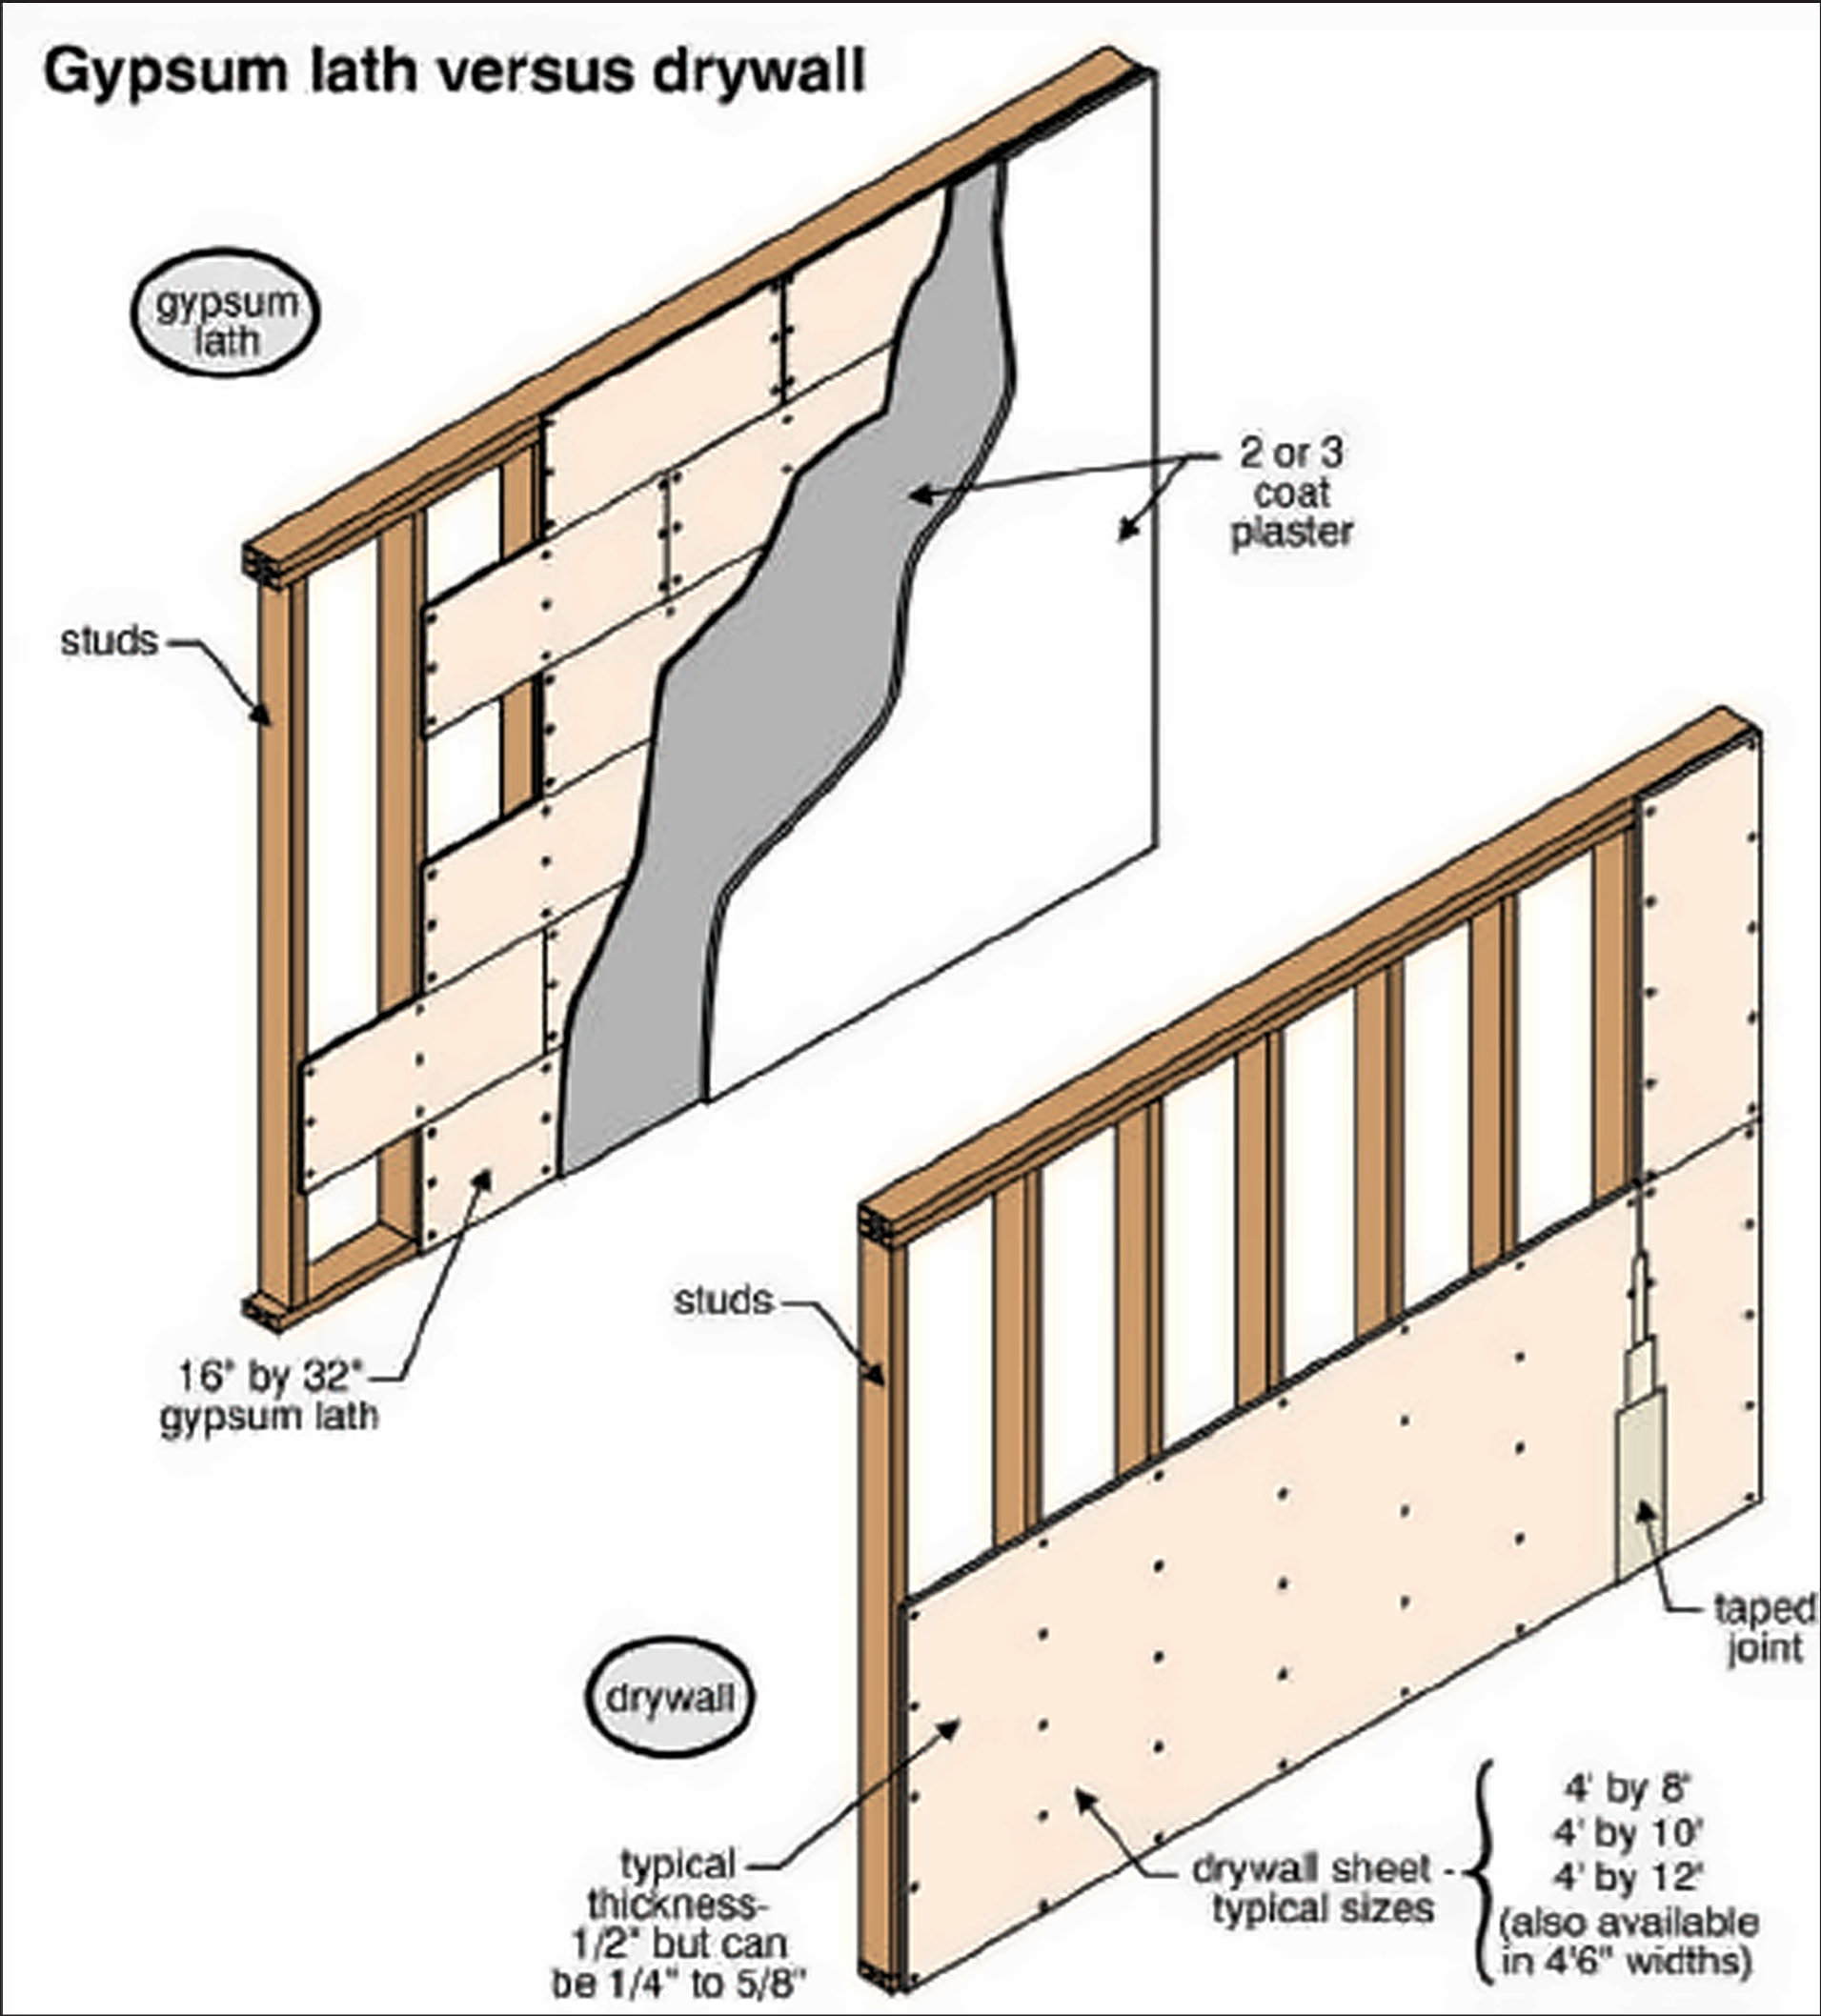 Gypsum lath versus drywall
gypsum
lath
2 or 3
coat
plaster
studs
16" by 32"
gypsum lath
studs
taped
joint
drywall
typical
thickness-
1/2" but can
be 1/4" to 5/8"
drywall sheet -
typical sizes
4' by 8'
4' by 10'
4' by 12'
(also available
in 4'6" widths)